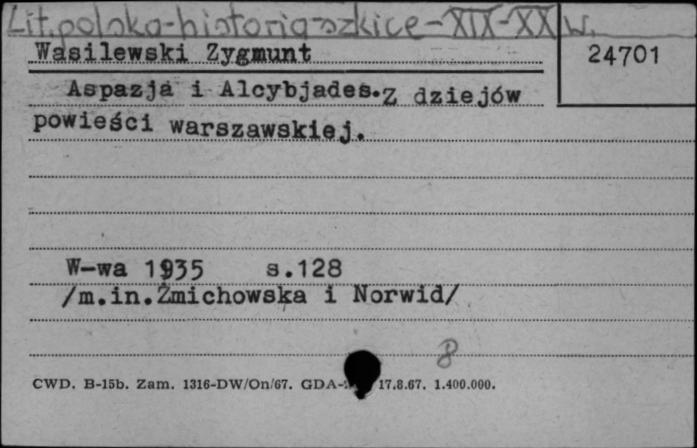 Lit. polska-historia-szkice-XIX-XX w.
Wasilewski Zygmunt
24701
Aspazja i Alcybjades.Z dziejów
powieści warszawskiej.
W-wa 1935 s.128
/m.in.Żmichowska i Norwid/
8
CWD. B-15b. Zam. 1316-DW/On/67. GDA- 17.8.67. 1.400.000.